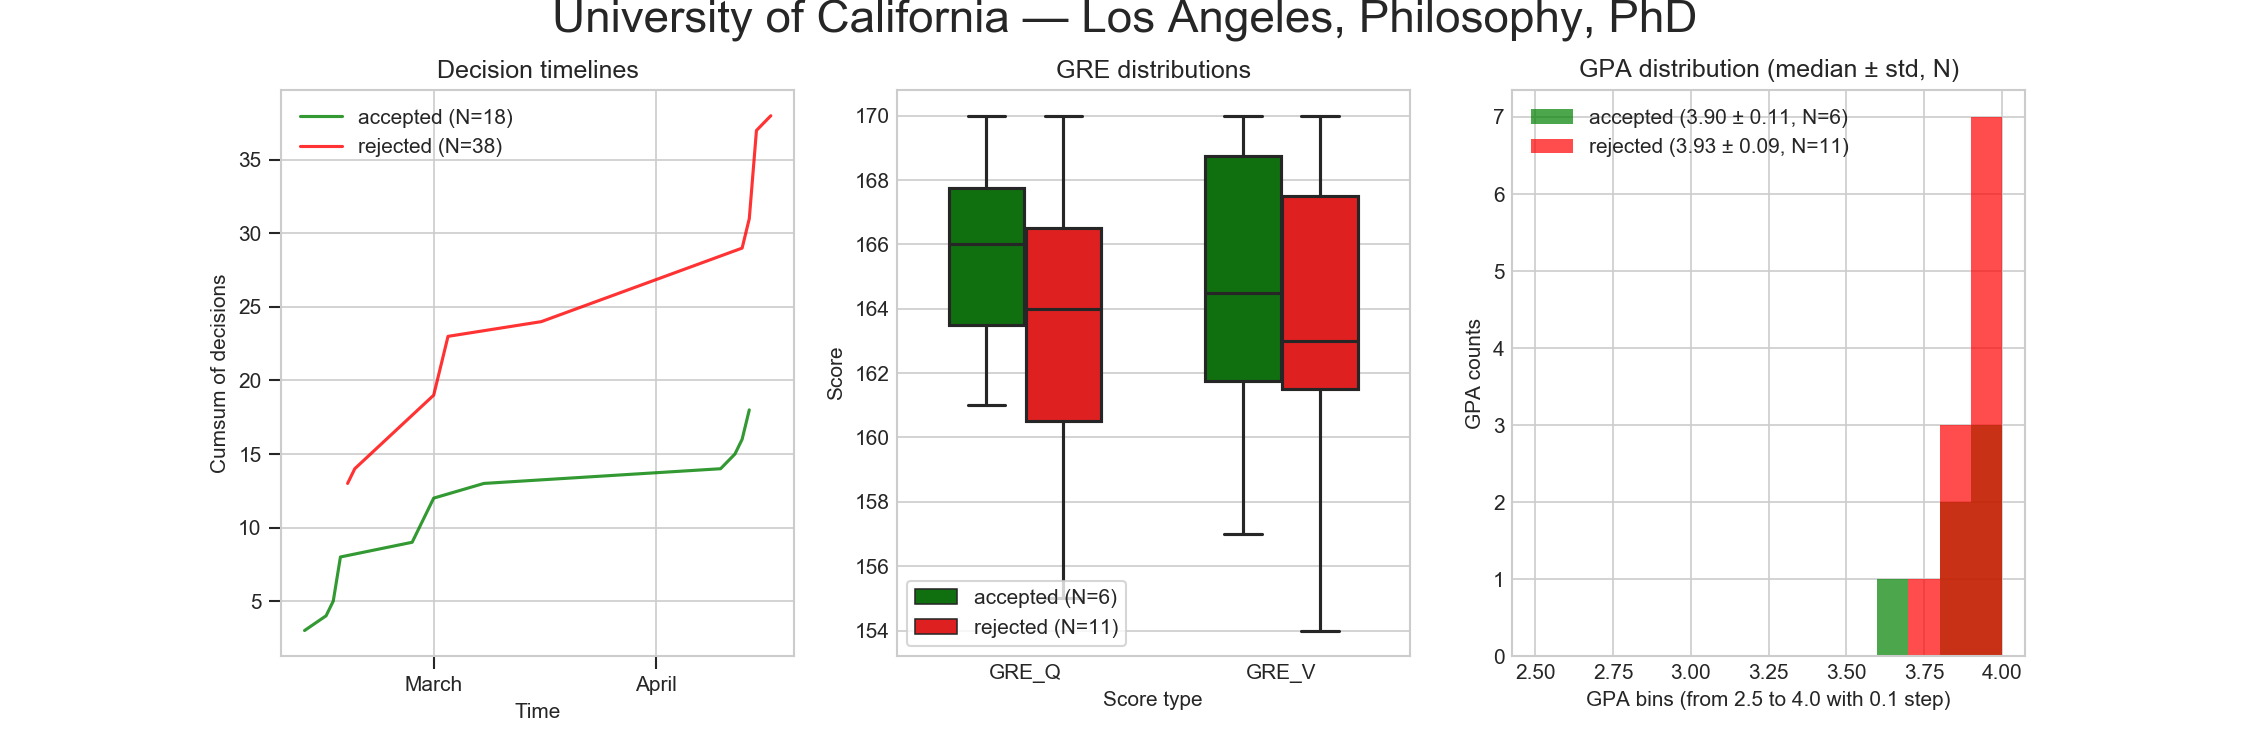 University of California — Los Angeles, Philosophy, PhD
Decision timelines
accepted (N=18)
rejected (N=38)
35
30
25
20
15
10
5
Cumsum of decisions
March
April
Time
GRE distributions
170
168
166
164
162
160
158
156
154
Score
accepted (N=6)
rejected (N=11)
GRE_Q
GRE_V
Score type
GPA distribution (median ± std, N)
accepted (3.90 ± 0.11, N=6)
rejected (3.93 ± 0.09, N=11)
7
6
5
4
3
2
1
0
GPA counts
2.50
2.75
3.00
3.25
3.50
3.75
4.00
GPA bins (from 2.5 to 4.0 with 0.1 step)